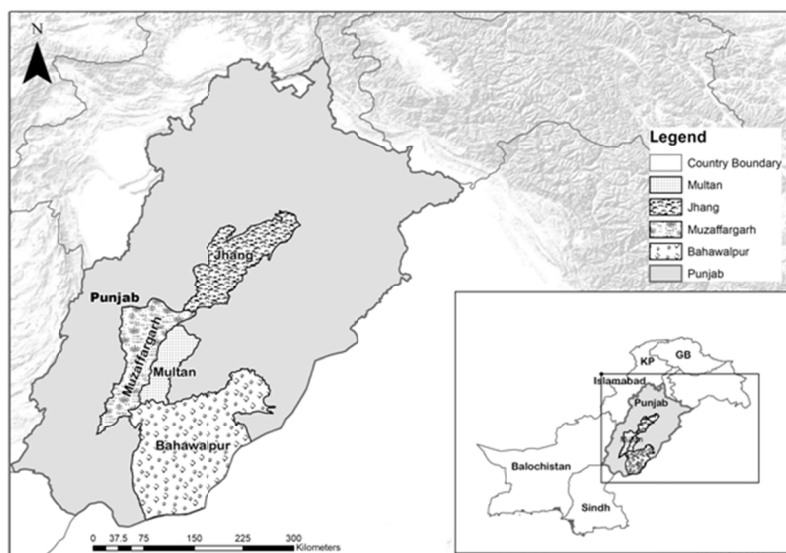 N
Legend
Country Boundary
Multan
Jhang
Muzaffargarh
Bahawalpur
Punjab
Jhang
Punjab
Muzaffargarh
Multan
Bahawalpur
0 37.5 75 150 225 300
Kilometers
KP
GB
Islamabad
Punjab
Balochistan
Sindh